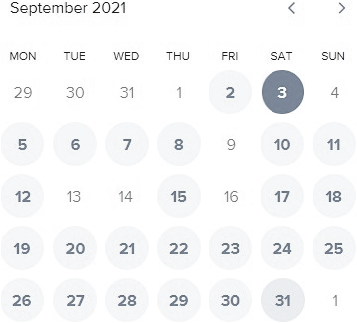 September 2021
MON TUE WED THU FRI SAT SUN
29 30 31 1 2 3 4
5 6 7 8 9 10 11
12 13 14 15 16 17 18
19 20 21 22 23 24 25
26 27 28 29 30 31 1